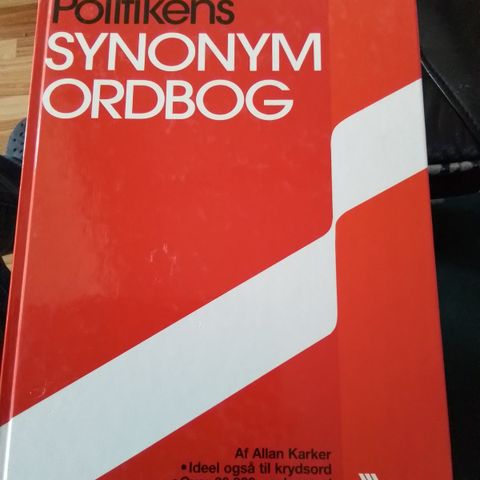 Politikens
SYNONYM
ORDBOG
Af Allan Karker
•Ideel også til krydsord